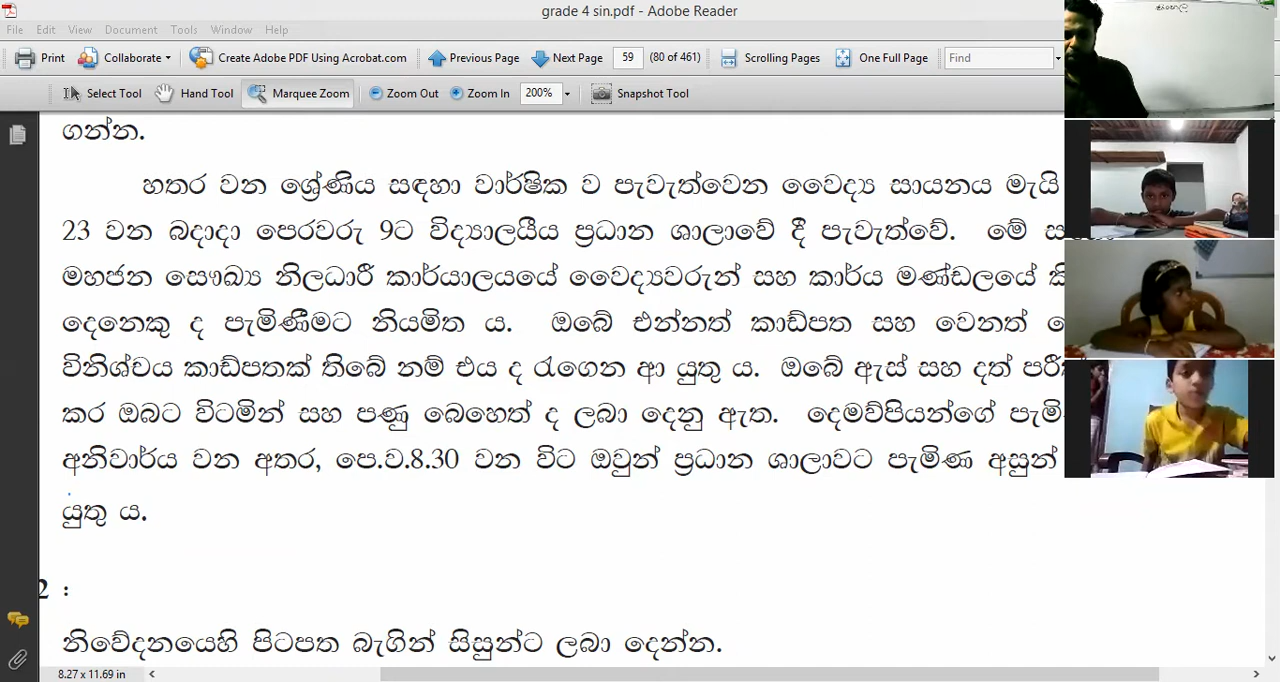 grade 4 sin.pdf - Adobe Reader
File Edit View Document Tools Window Help
Print Collaborate Create Adobe PDF Using Acrobat.com Previous Page Next Page 59 (80 of 461) Scrolling Pages One Full Page Find
Select Tool Hand Tool Marquee Zoom Zoom Out Zoom In 200% Snapshot Tool
ගන්න.
හතර වන ශ්‍රේණිය සඳහා වාර්ෂික ව පැවැත්වෙන වෛද්‍ය සායනය මැයි
23 වන බදාදා පෙරවරු 9ට විද්‍යාලයීය ප්‍රධාන ශාලාවේ දී පැවැත්වේ. මේ
මහජන සෞඛ්‍ය නිලධාරී කාර්යාලයයේ වෛද්‍යවරුන් සහ කාර්ය මණ්ඩලයේ
දෙනෙකු ද පැමිණීමට නියමිත ය. ඔබේ එන්නත් කාඩ්පත සහ වෙනත්
විනිශ්චය කාඩ්පතක් තිබේ නම් එය ද රැගෙන ආ යුතු ය. ඔබේ ඇස් සහ දත්
කර ඔබට විටමින් සහ පණු බෙහෙත් ද ලබා දෙනු ඇත. දෙමව්පියන්ගේ
අනිවාර්ය වන අතර, පෙ.ව.8.30 වන විට ඔවුන් ප්‍රධාන ශාලාවට පැමිණ අසුන්
යුතු ය.
2 :
නිවේදනයෙහි පිටපත බැගින් සිසුන්ට ලබා දෙන්න.
8.27 x 11.69 in